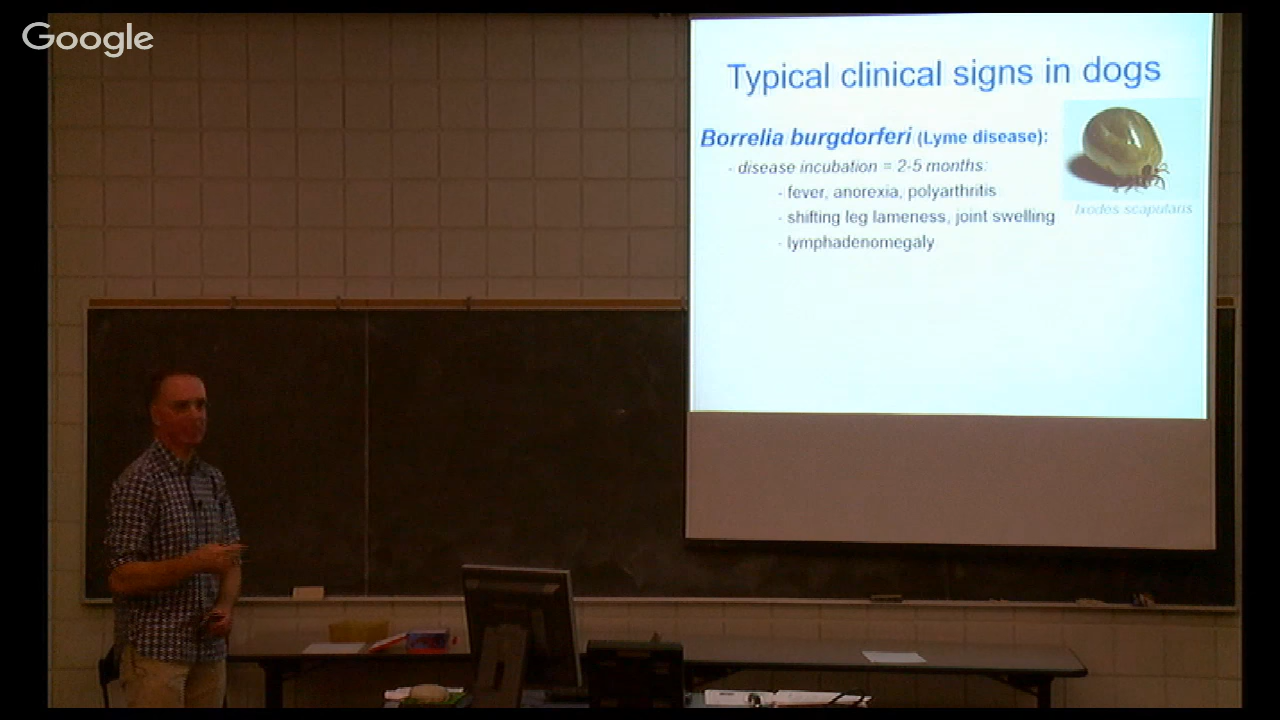 Google
Typical clinical signs in dogs
Borrelia burgdorferi (Lyme disease):
- disease incubation = 2-5 months:
- fever, anorexia, polyarthritis
- shifting leg lameness, joint swelling
- lymphadenomegaly
Ixodes scapularis